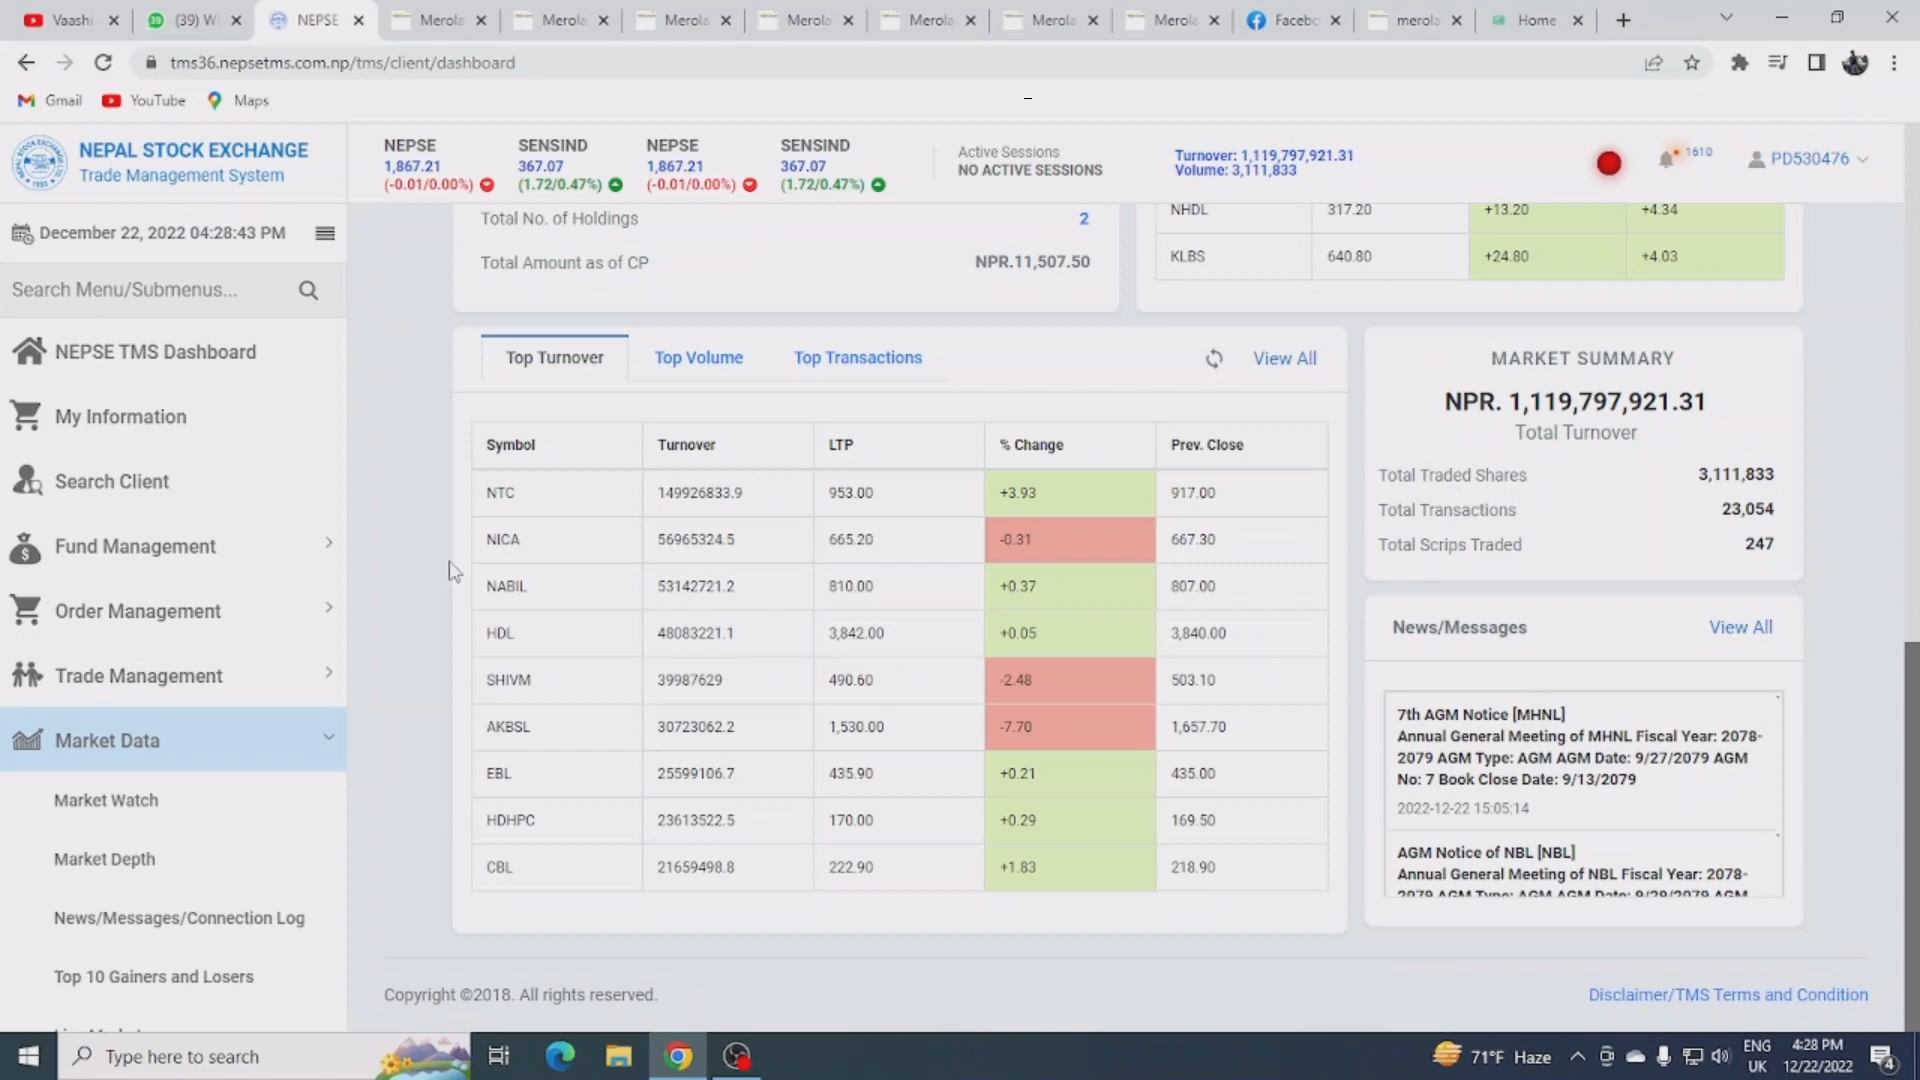 Vaashi
(39) W
NEPSE
Merola
Merola
Merola
Merola
Merola
Merola
Merola
Facebo
merola
Home
tms36.nepsetms.com.np/tms/client/dashboard
Gmail
YouTube
Maps
NEPAL STOCK EXCHANGE
Trade Management System
NEPSE
1,867.21
(-0.01/0.00%)
SENSIND
367.07
(1.72/0.47%)
NEPSE
1,867.21
(-0.01/0.00%)
SENSIND
367.07
(1.72/0.47%)
Active Sessions
NO ACTIVE SESSIONS
Turnover: 1,119,797,921.31
Volume: 3,111,833
1610
PD530476
December 22, 2022 04:28:43 PM
Search Menu/Submenus...
NEPSE TMS Dashboard
My Information
Search Client
Fund Management
Order Management
Trade Management
Market Data
Market Watch
Market Depth
News/Messages/Connection Log
Top 10 Gainers and Losers
Total No. of Holdings 2
Total Amount as of CP NPR.11,507.50
NHDL 317.20 +13.20 +4.34
KLBS 640.80 +24.80 +4.03
Top Turnover Top Volume Top Transactions View All
Symbol Turnover LTP % Change Prev. Close
NTC 149926833.9 953.00 +3.93 917.00
NICA 56965324.5 665.20 -0.31 667.30
NABIL 53142721.2 810.00 +0.37 807.00
HDL 48083221.1 3,842.00 +0.05 3,840.00
SHIVM 39987629 490.60 -2.48 503.10
AKBSL 30723062.2 1,530.00 -7.70 1,657.70
EBL 25599106.7 435.90 +0.21 435.00
HDHPC 23613522.5 170.00 +0.29 169.50
CBL 21659498.8 222.90 +1.83 218.90
MARKET SUMMARY
NPR. 1,119,797,921.31
Total Turnover
Total Traded Shares 3,111,833
Total Transactions 23,054
Total Scrips Traded 247
News/Messages View All
7th AGM Notice [MHNL]
Annual General Meeting of MHNL Fiscal Year: 2078-
2079 AGM Type: AGM AGM Date: 9/27/2079 AGM
No: 7 Book Close Date: 9/13/2079
2022-12-22 15:05:14
AGM Notice of NBL [NBL]
Annual General Meeting of NBL Fiscal Year: 2078-
2079 AGM Type: AGM AGM Date: 9/29/2079 AGM
Copyright ©2018. All rights reserved.
Disclaimer/TMS Terms and Condition
Type here to search
71°F Haze
ENG
UK
4:28 PM
12/22/2022
4